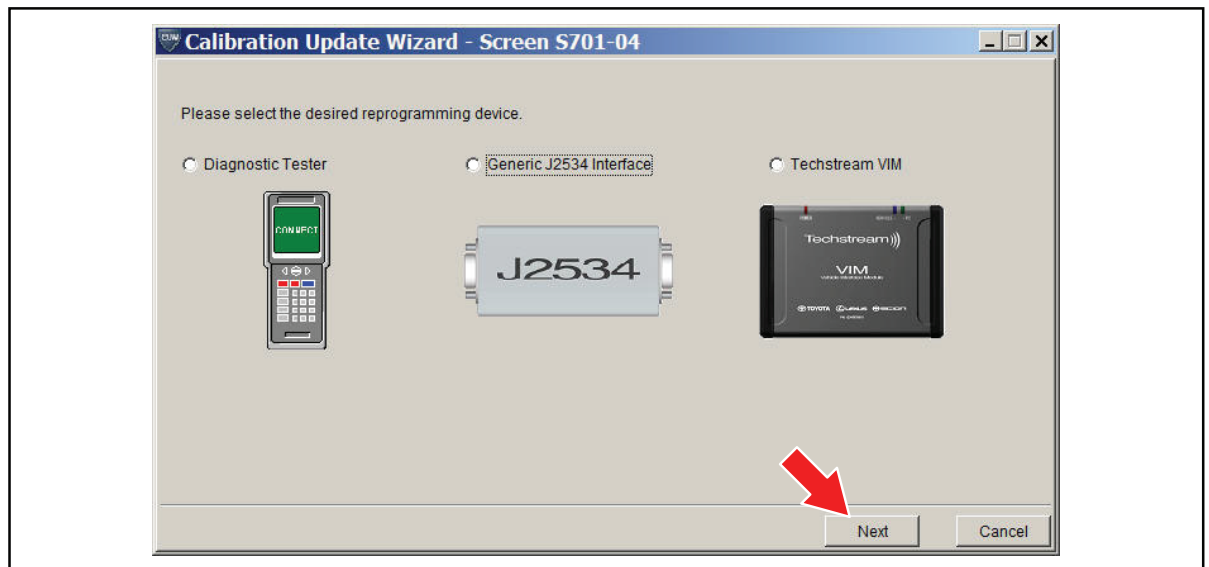 CUW Calibration Update Wizard - Screen S701-04
Please select the desired reprogramming device.
Diagnostic Tester
Generic J2534 Interface
Techstream VIM
CONNECT
J2534
Techstream
VIM
Vehicle Interface Module
TOYOTA LEXUS SCION
Next
Cancel